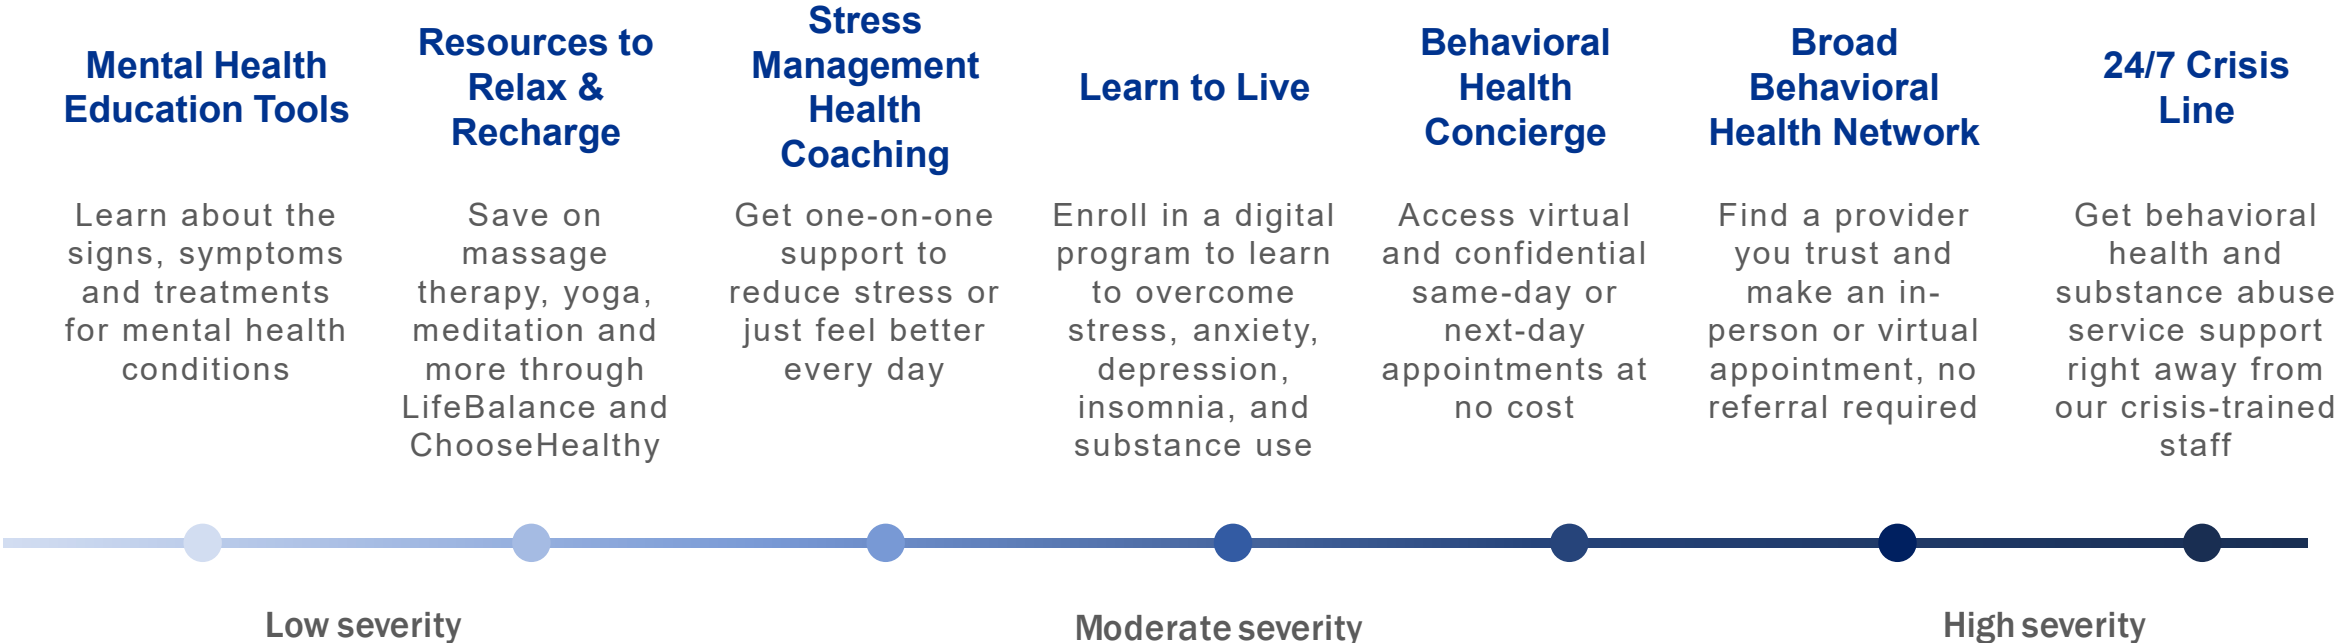 Mental Health
Education Tools
Learn about the
signs, symptoms
and treatments
for mental health
conditions
Resources to
Relax &
Recharge
Save on
massage
therapy, yoga,
meditation and
more through
LifeBalance and
ChooseHealthy
Stress
Management
Health
Coaching
Get one-on-one
support to
reduce stress or
just feel better
every day
Learn to Live
Enroll in a digital
program to learn
to overcome
stress, anxiety,
depression,
insomnia, and
substance use
Behavioral
Health
Concierge
Access virtual
and confidential
same-day or
next-day
appointments at
no cost
Broad
Behavioral
Health Network
Find a provider
you trust and
make an in-
person or virtual
appointment, no
referral required
24/7 Crisis
Line
Get behavioral
health and
substance abuse
service support
right away from
our crisis-trained
staff
Low severity
Moderate severity
High severity